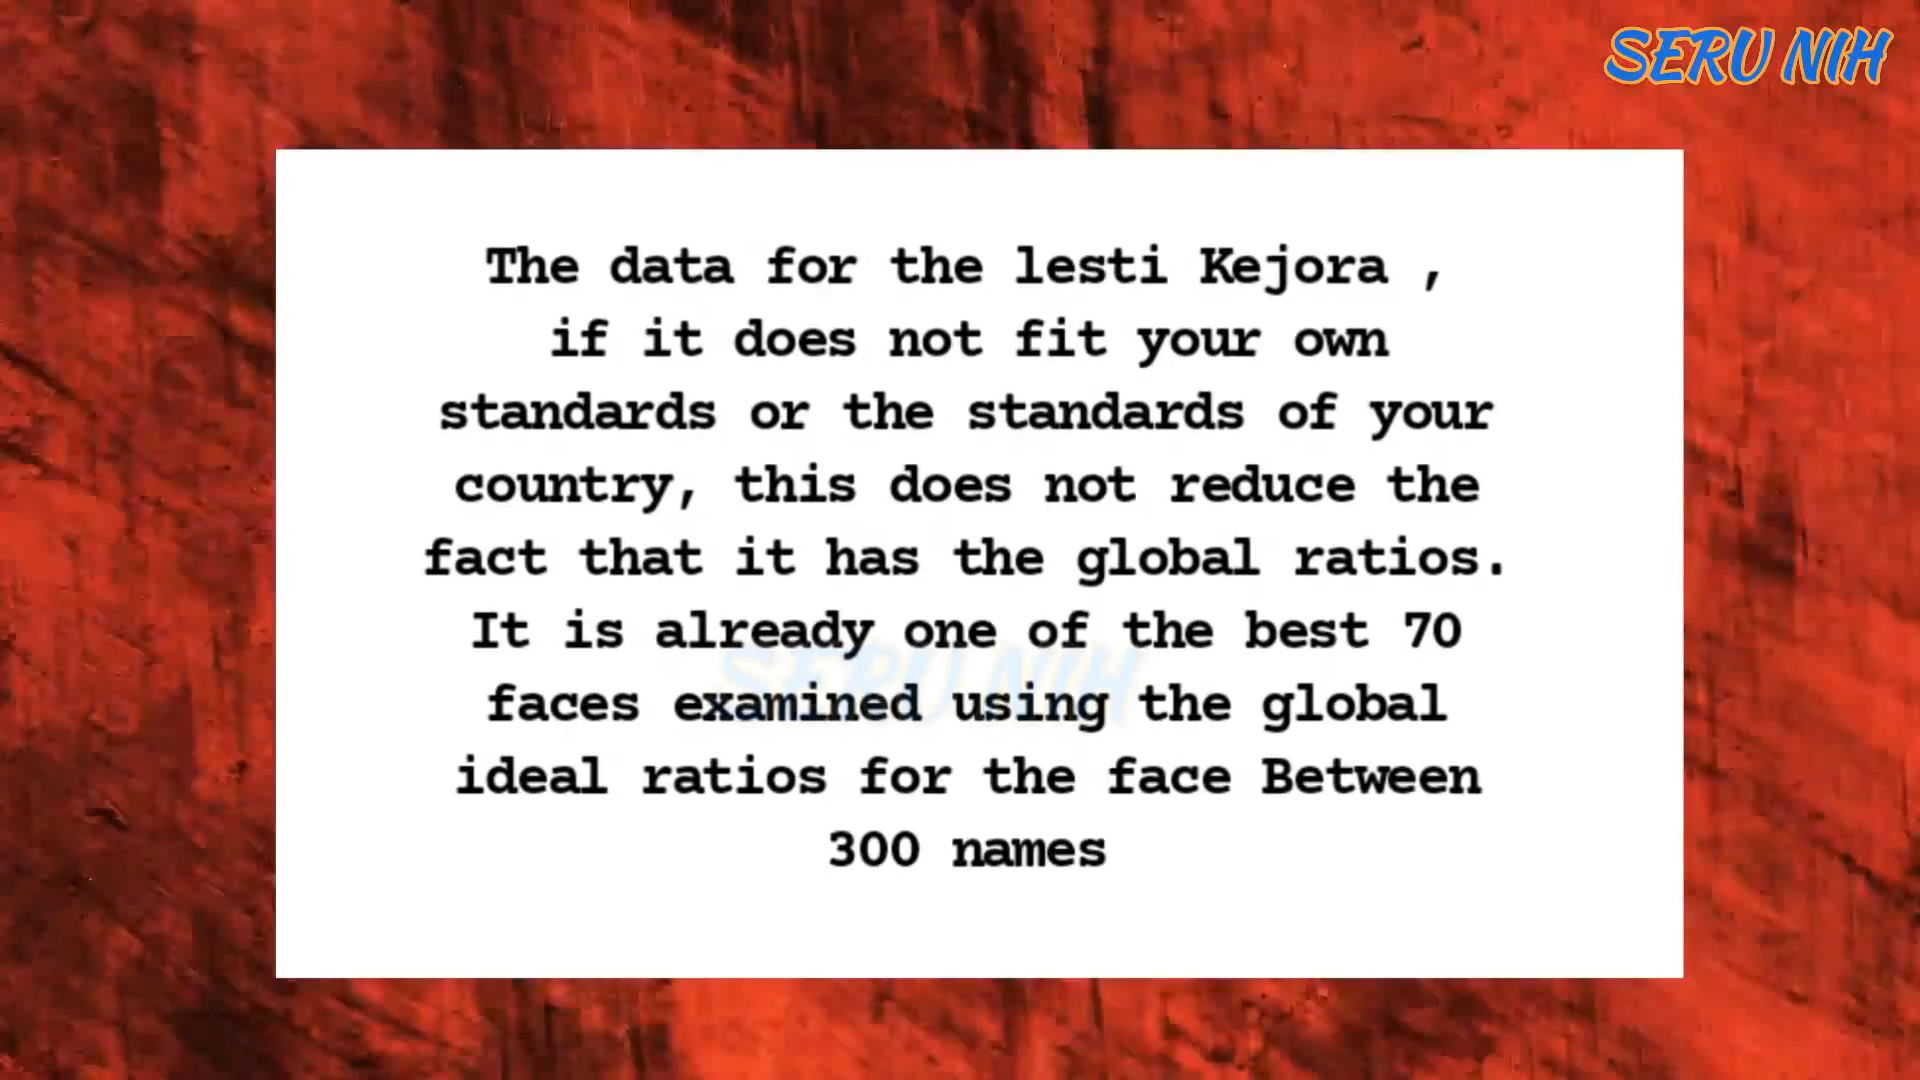 SERU NIH
The data for the lesti Kejora ,
if it does not fit your own
standards or the standards of your
country, this does not reduce the
fact that it has the global ratios.
It is already one of the best 70
SERU NIH
faces examined using the global
ideal ratios for the face Between
300 names